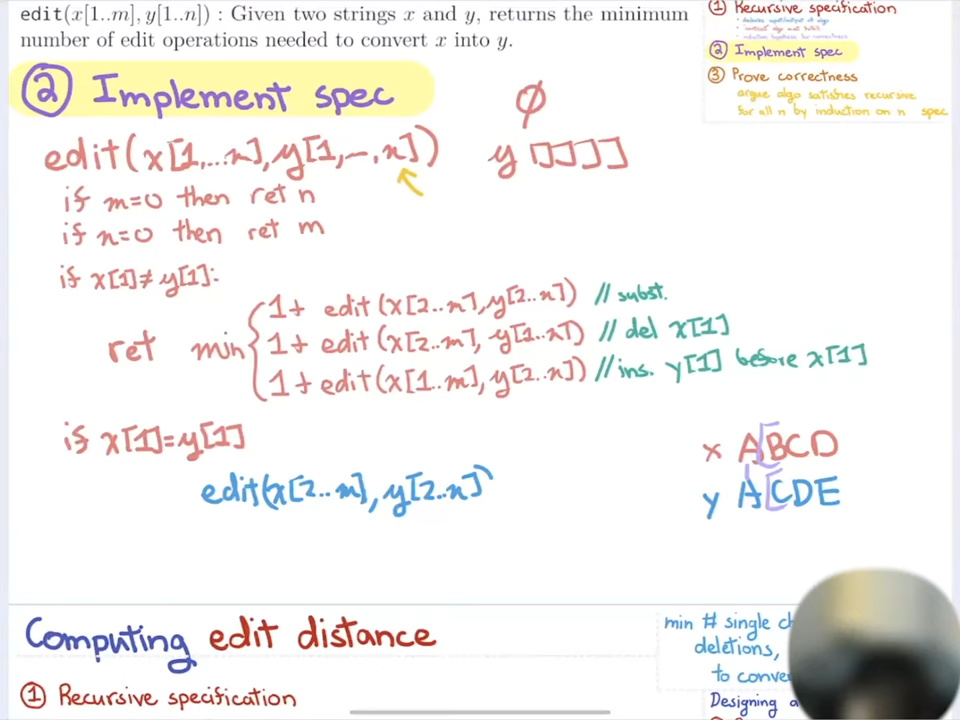 edit(x[1..m], y[1..n]) : Given two strings x and y, returns the minimum
number of edit operations needed to convert x into y.
② Implement spec
φ
edit(x[1,...n], y[1,-.,n])
y []]]]
if m=0 then ret n
if n=0 then ret m
if x[1]≠y[1]:
ret min
1+ edit (x[2..m], y[2..n]) // subst.
1+ edit (x[2..m], y[1..n]) // del x[1]
1+ edit (x[1..m], y[2..n]) // ins. y[1] before x[1]
if x[1]=y[1]
edit(x[2..m], y[2..n])
x ABCD
y ACDE
① Recursive specification
② Implement spec
③ Prove correctness
argue algo satisfies recursive
for all n by induction on n spec
Computing edit distance
① Recursive specification
min # single
deletions,
to
Designing